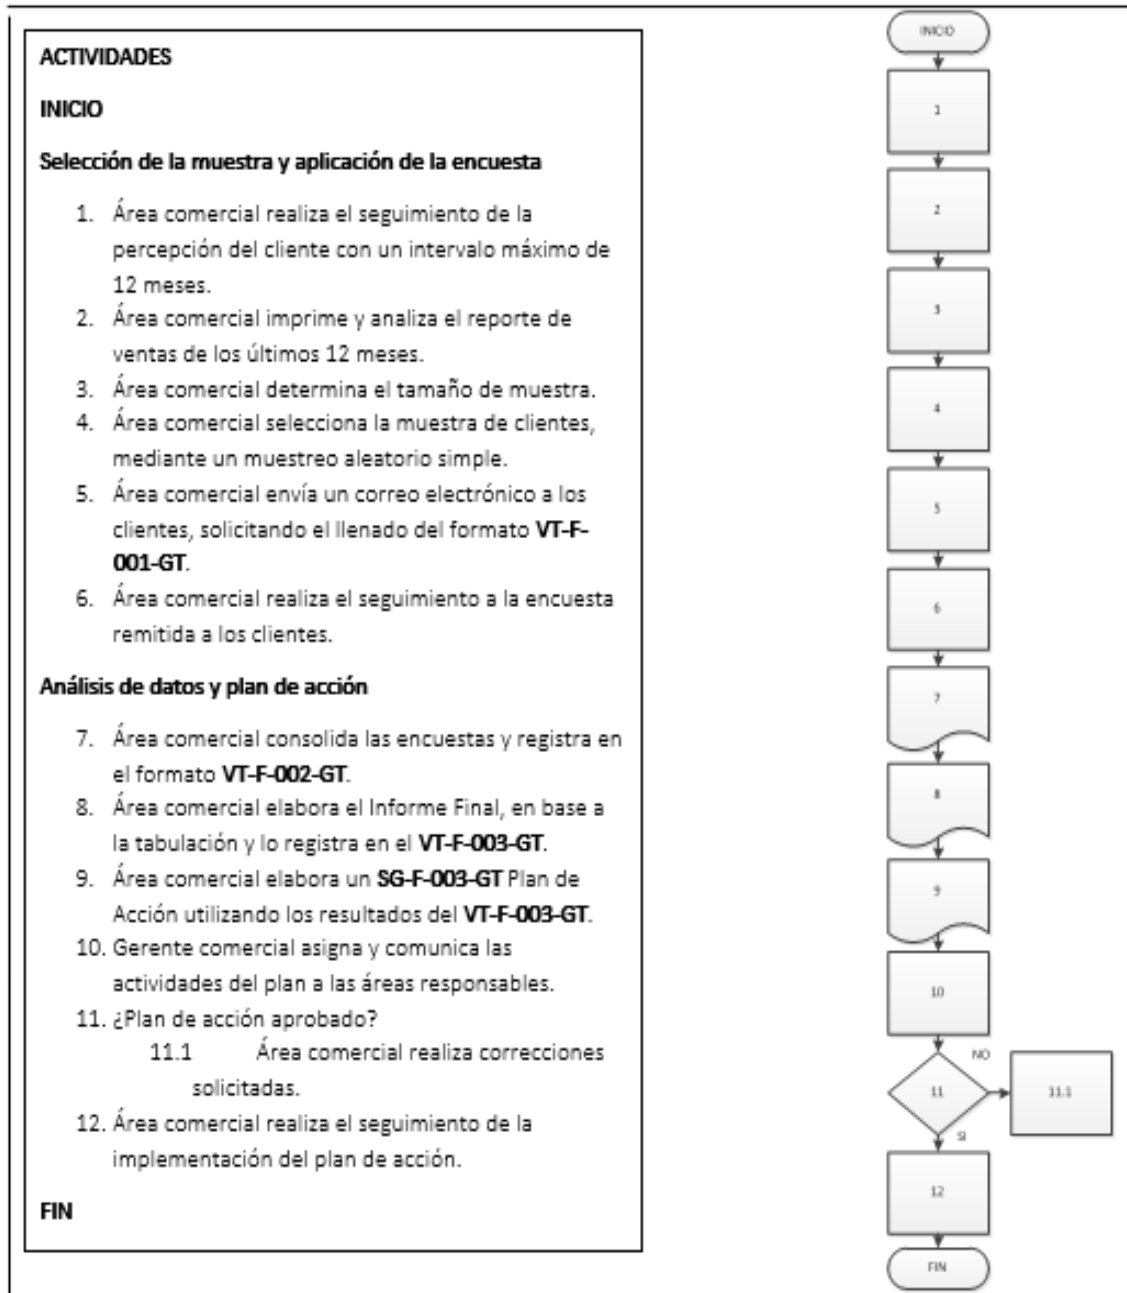 ACTIVIDADES
INICIO
Selección de la muestra y aplicación de la encuesta
1. Área comercial realiza el seguimiento de la
percepción del cliente con un intervalo máximo de
12 meses.
2. Área comercial imprime y analiza el reporte de
ventas de los últimos 12 meses.
3. Área comercial determina el tamaño de muestra.
4. Área comercial selecciona la muestra de clientes,
mediante un muestreo aleatorio simple.
5. Área comercial envía un correo electrónico a los
clientes, solicitando el llenado del formato VT-F-
001-GT.
6. Área comercial realiza el seguimiento a la encuesta
remitida a los clientes.
Análisis de datos y plan de acción
7. Área comercial consolida las encuestas y registra en
el formato VT-F-002-GT.
8. Área comercial elabora el Informe Final, en base a
la tabulación y lo registra en el VT-F-003-GT.
9. Área comercial elabora un SG-F-003-GT Plan de
Acción utilizando los resultados del VT-F-003-GT.
10. Gerente comercial asigna y comunica las
actividades del plan a las áreas responsables.
11. ¿Plan de acción aprobado?
11.1 Área comercial realiza correcciones
solicitadas.
12. Área comercial realiza el seguimiento de la
implementación del plan de acción.
FIN
INICIO
1
2
3
4
5
6
7
8
9
10
NO
11
11.1
SI
12
FIN